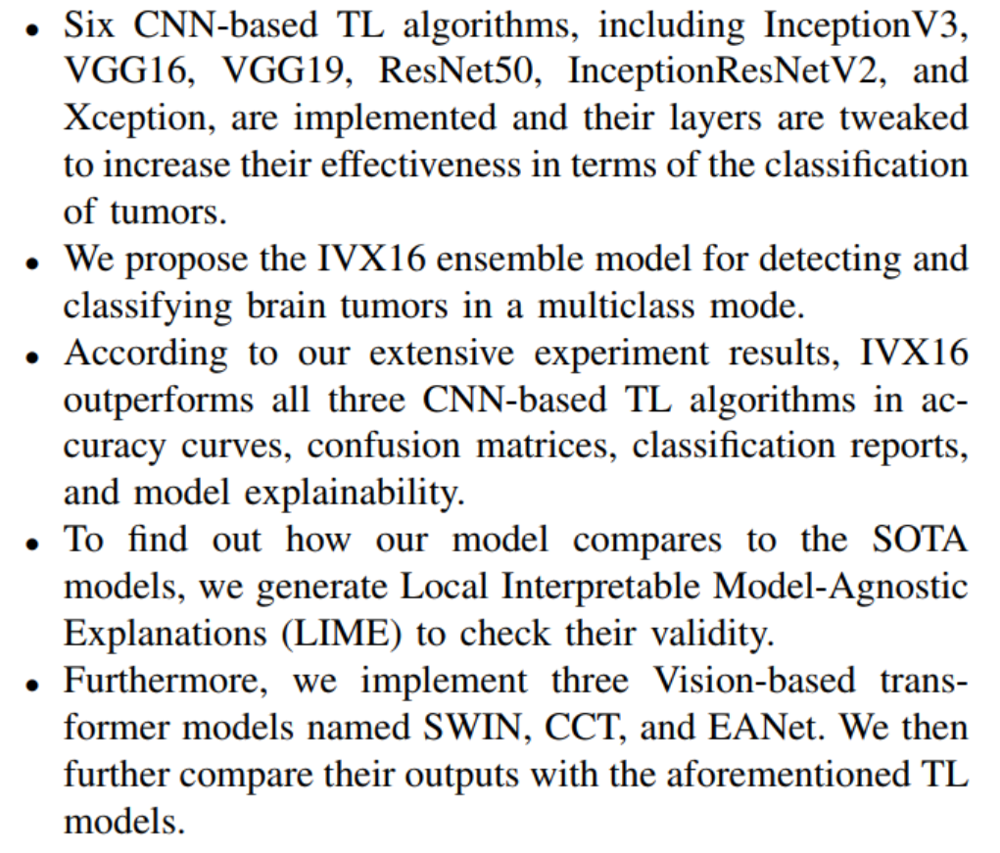 • Six CNN-based TL algorithms, including InceptionV3,
VGG16, VGG19, ResNet50, InceptionResNetV2, and
Xception, are implemented and their layers are tweaked
to increase their effectiveness in terms of the classification
of tumors.
• We propose the IVX16 ensemble model for detecting and
classifying brain tumors in a multiclass mode.
• According to our extensive experiment results, IVX16
outperforms all three CNN-based TL algorithms in ac-
curacy curves, confusion matrices, classification reports,
and model explainability.
• To find out how our model compares to the SOTA
models, we generate Local Interpretable Model-Agnostic
Explanations (LIME) to check their validity.
• Furthermore, we implement three Vision-based trans-
former models named SWIN, CCT, and EANet. We then
further compare their outputs with the aforementioned TL
models.